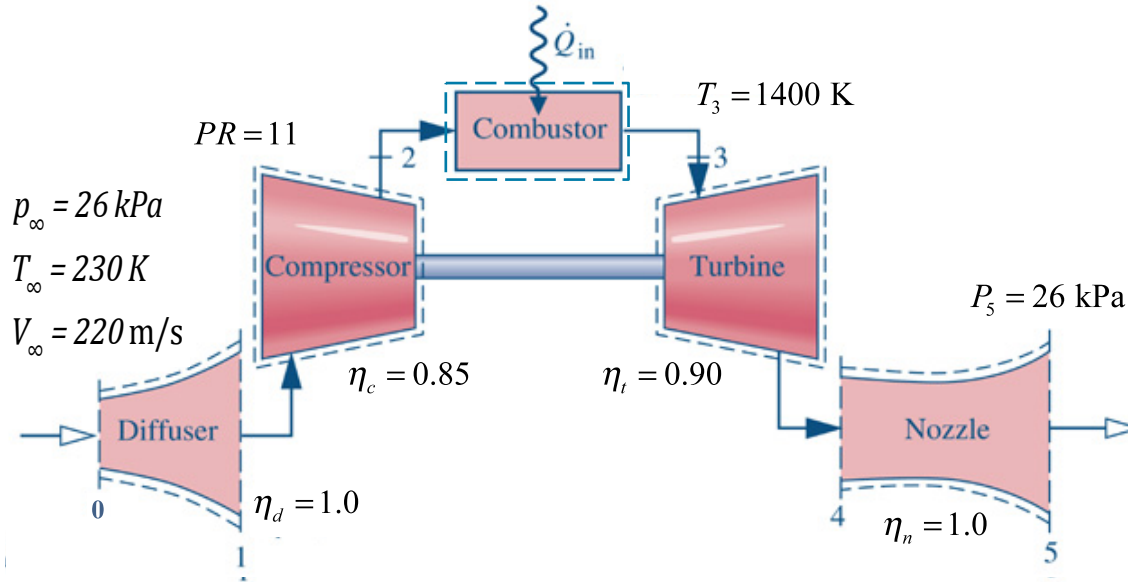 Q̇in
T3 = 1400 K
PR = 11
Combustor
2
3
p∞ = 26 kPa
T∞ = 230 K
V∞ = 220 m/s
Compressor
Turbine
P5 = 26 kPa
ηc = 0.85
ηt = 0.90
Diffuser
Nozzle
0
ηd = 1.0
4
ηn = 1.0
1
5